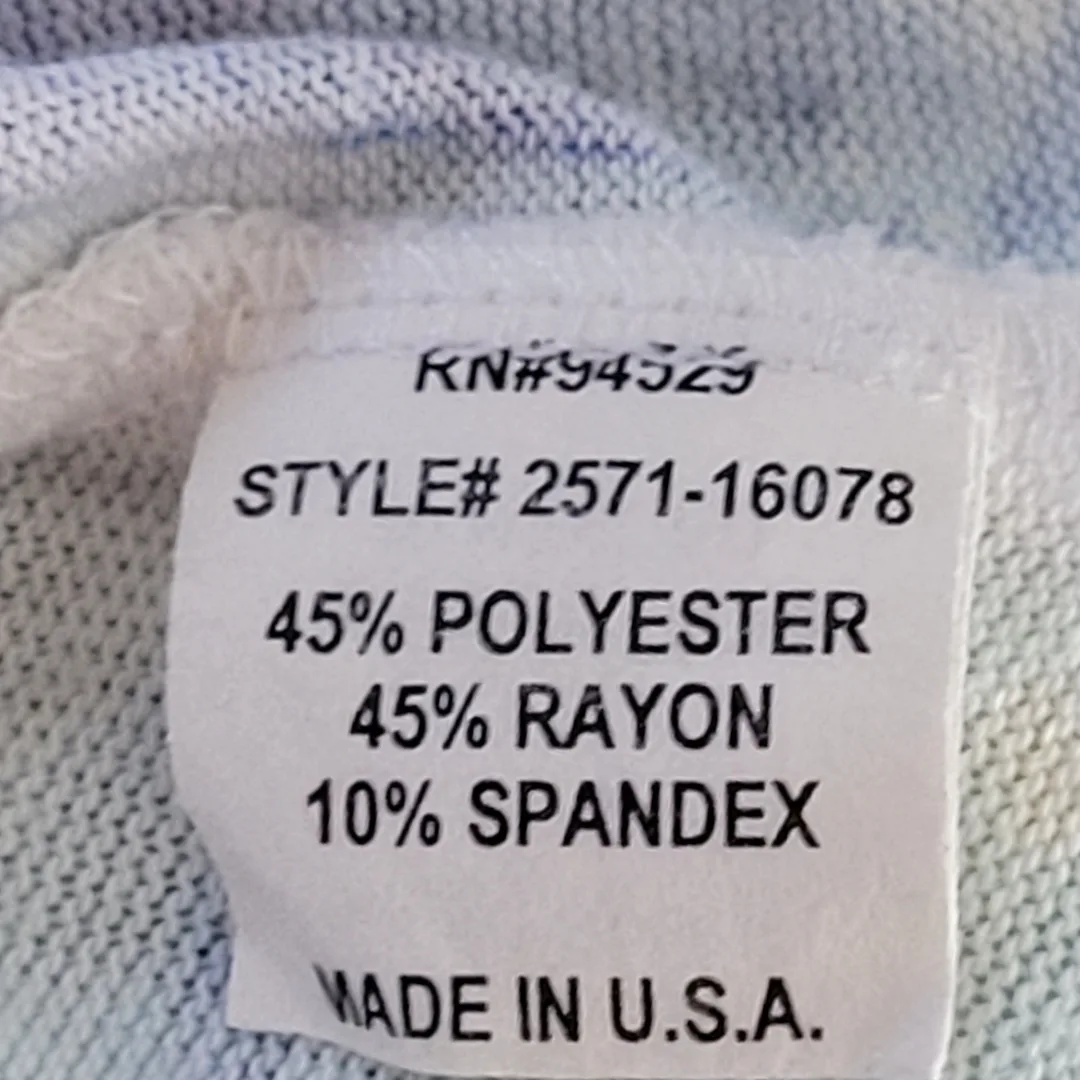 RN#94529
STYLE# 2571-16078
45% POLYESTER
45% RAYON
10% SPANDEX
MADE IN U.S.A.